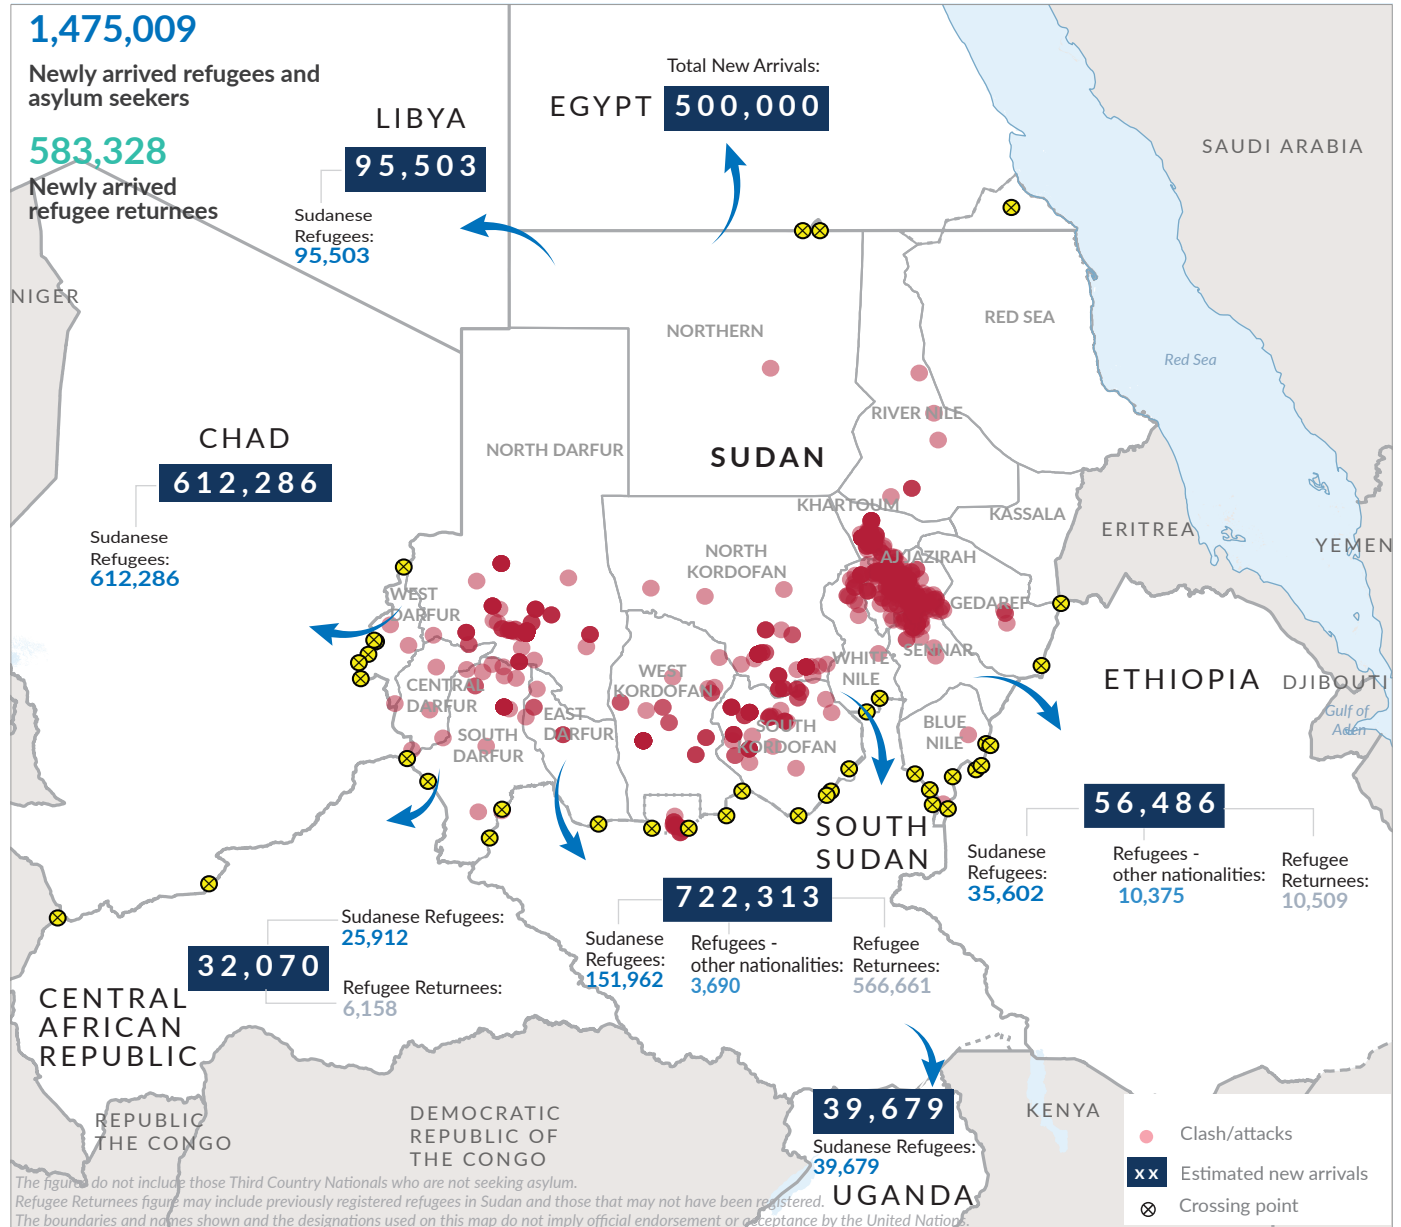 1,475,009
Newly arrived refugees and
asylum seekers
583,328
Newly arrived
refugee returnees
LIBYA
95,503
Sudanese
Refugees:
95,503
Total New Arrivals:
EGYPT
500,000
SAUDI ARABIA
NIGER
NORTHERN
RED SEA
Red Sea
RIVER NILE
CHAD
612,286
Sudanese
Refugees:
612,286
NORTH DARFUR
SUDAN
KHARTOUM
KASSALA
ERITREA
YEMEN
AJ JAZIRAH
NORTH
KORDOFAN
WEST
DARFUR
GEDAREF
SENNAR
WHITE
NILE
WEST
KORDOFAN
CENTRAL
DARFUR
EAST
DARFUR
SOUTH
DARFUR
SOUTH
KORDOFAN
BLUE
NILE
ETHIOPIA
DJIBOUTI
Gulf of
Aden
56,486
Sudanese
Refugees:
35,602
Refugees -
other nationalities:
10,375
Refugee
Returnees:
10,509
SOUTH
SUDAN
722,313
Sudanese
Refugees:
151,962
Refugees -
other nationalities:
3,690
Refugee
Returnees:
566,661
Sudanese Refugees:
25,912
32,070
Refugee Returnees:
6,158
CENTRAL
AFRICAN
REPUBLIC
REPUBLIC
THE CONGO
DEMOCRATIC
REPUBLIC OF
THE CONGO
39,679
Sudanese Refugees:
39,679
UGANDA
KENYA
Clash/attacks
xx Estimated new arrivals
Crossing point
The figures do not include those Third Country Nationals who are not seeking asylum.
Refugee Returnees figure may include previously registered refugees in Sudan and those that may not have been registered.
The boundaries and names shown and the designations used on this map do not imply official endorsement or acceptance by the United Nations.